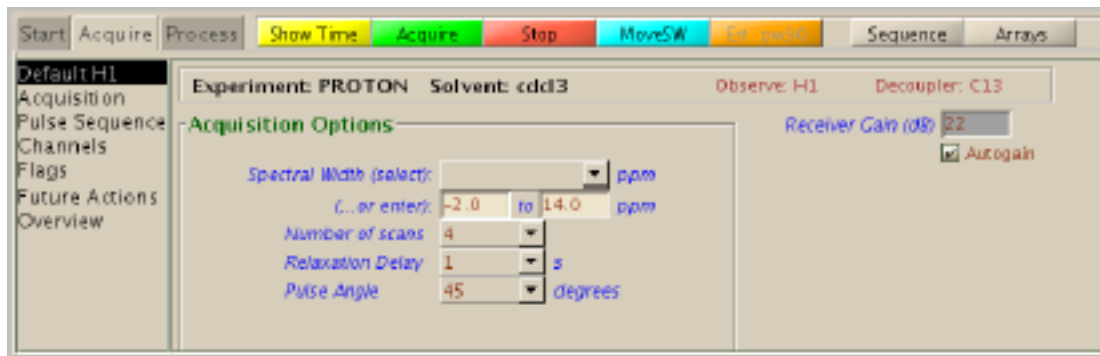 Start Acquire Process Show Time Acquire Stop MoveSW Est. pw90 Sequence Arrays
Default H1
Acquisition
Pulse Sequence
Channels
Flags
Future Actions
Overview
Experiment: PROTON Solvent: cdcl3 Observe: H1 Decoupler: C13
Acquisition Options
Receiver Gain (dB) 22
Autogain
Spectral Width (select): ppm
(...or enter): -2.0 to 14.0 ppm
Number of scans 4
Relaxation Delay 1 s
Pulse Angle 45 degrees